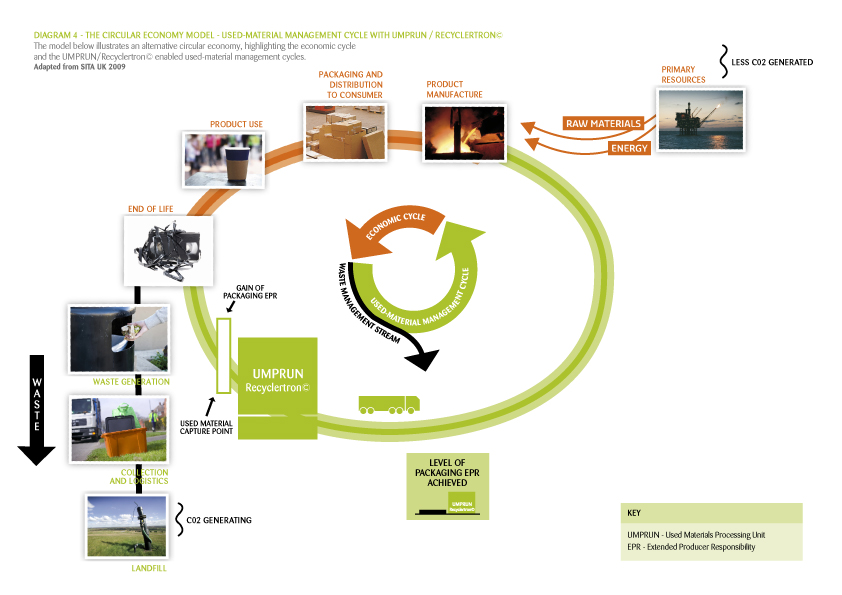 DIAGRAM 4 - THE CIRCULAR ECONOMY MODEL - USED-MATERIAL MANAGEMENT CYCLE WITH UMPRUN / RECYCLERTRON©
The model below illustrates an alternative circular economy, highlighting the economic cycle
and the UMPRUN/Recyclertron© enabled used-material management cycles.
Adapted from SITA UK 2009
LESS C02 GENERATED
PRIMARY
RESOURCES
PACKAGING AND
DISTRIBUTION
TO CONSUMER
PRODUCT
MANUFACTURE
RAW MATERIALS
ENERGY
PRODUCT USE
END OF LIFE
ECONOMIC CYCLE
USED-MATERIAL MANAGEMENT CYCLE
WASTE MANAGEMENT STREAM
GAIN OF
PACKAGING EPR
UMPRUN
Recyclertron©
USED MATERIAL
CAPTURE POINT
WASTE GENERATION
WASTE
COLLECTION
AND LOGISTICS
LEVEL OF
PACKAGING EPR
ACHIEVED
UMPRUN
Recyclertron©
C02 GENERATING
LANDFILL
KEY
UMPRUN - Used Materials Processing Unit
EPR - Extended Producer Responsibility